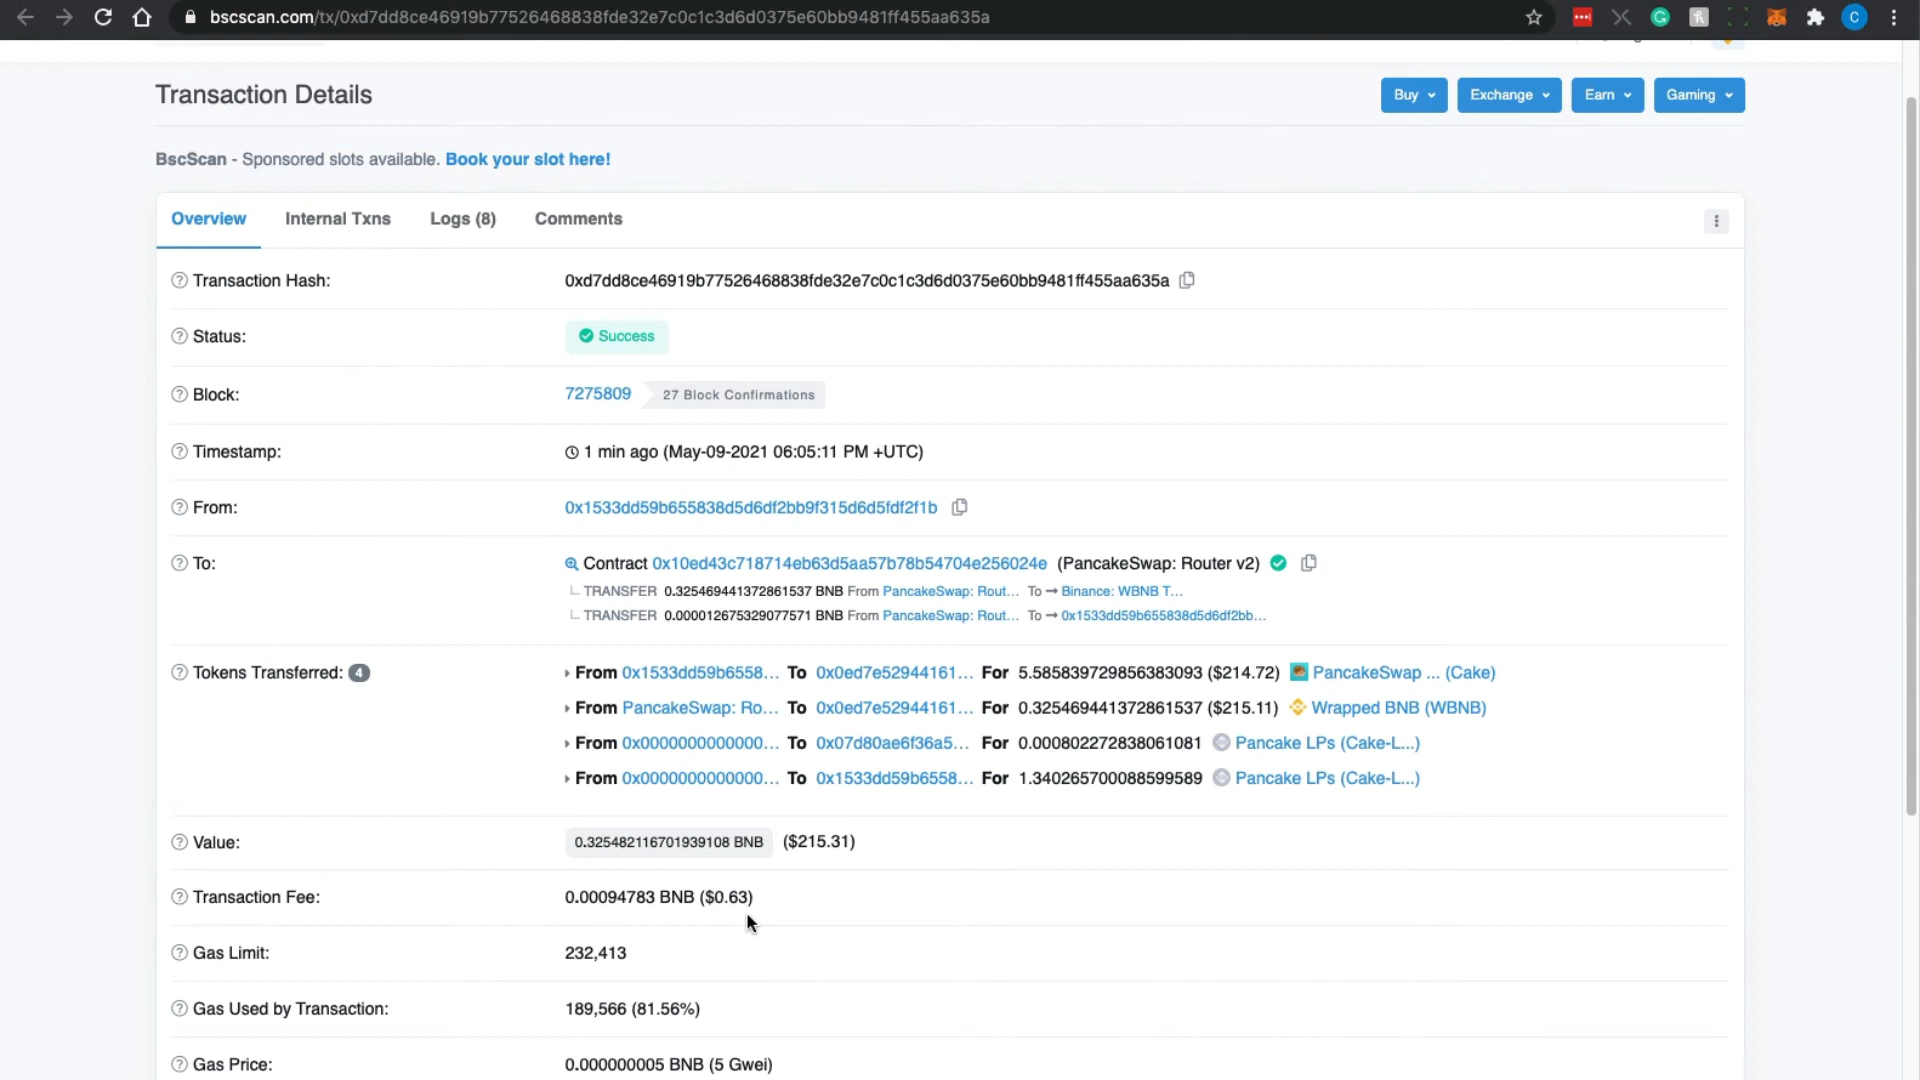 bscscan.com/tx/0xd7dd8ce46919b77526468838fde32e7c0c1c3d6d0375e60bb9481ff455aa635a
C
Transaction Details
Buy
Exchange
Earn
Gaming
BscScan - Sponsored slots available. Book your slot here!
Overview
Internal Txns
Logs (8)
Comments
Transaction Hash:
0xd7dd8ce46919b77526468838fde32e7c0c1c3d6d0375e60bb9481ff455aa635a
Status:
Success
Block:
7275809
27 Block Confirmations
Timestamp:
1 min ago (May-09-2021 06:05:11 PM +UTC)
From:
0x1533dd59b655838d5d6df2bb9f315d6d5fdf2f1b
To:
Contract 0x10ed43c718714eb63d5aa57b78b54704e256024e (PancakeSwap: Router v2)
TRANSFER 0.325469441372861537 BNB From PancakeSwap: Rout... To → Binance: WBNB T...
TRANSFER 0.000012675329077571 BNB From PancakeSwap: Rout... To → 0x1533dd59b655838d5d6df2bb...
Tokens Transferred: 4
From 0x1533dd59b6558... To 0x0ed7e52944161... For 5.585839729856383093 ($214.72) PancakeSwap ... (Cake)
From PancakeSwap: Ro... To 0x0ed7e52944161... For 0.325469441372861537 ($215.11) Wrapped BNB (WBNB)
From 0x0000000000000... To 0x07d80ae6f36a5... For 0.000802272838061081 Pancake LPs (Cake-L...)
From 0x0000000000000... To 0x1533dd59b6558... For 1.340265700088599589 Pancake LPs (Cake-L...)
Value:
0.325482116701939108 BNB ($215.31)
Transaction Fee:
0.00094783 BNB ($0.63)
Gas Limit:
232,413
Gas Used by Transaction:
189,566 (81.56%)
Gas Price:
0.000000005 BNB (5 Gwei)